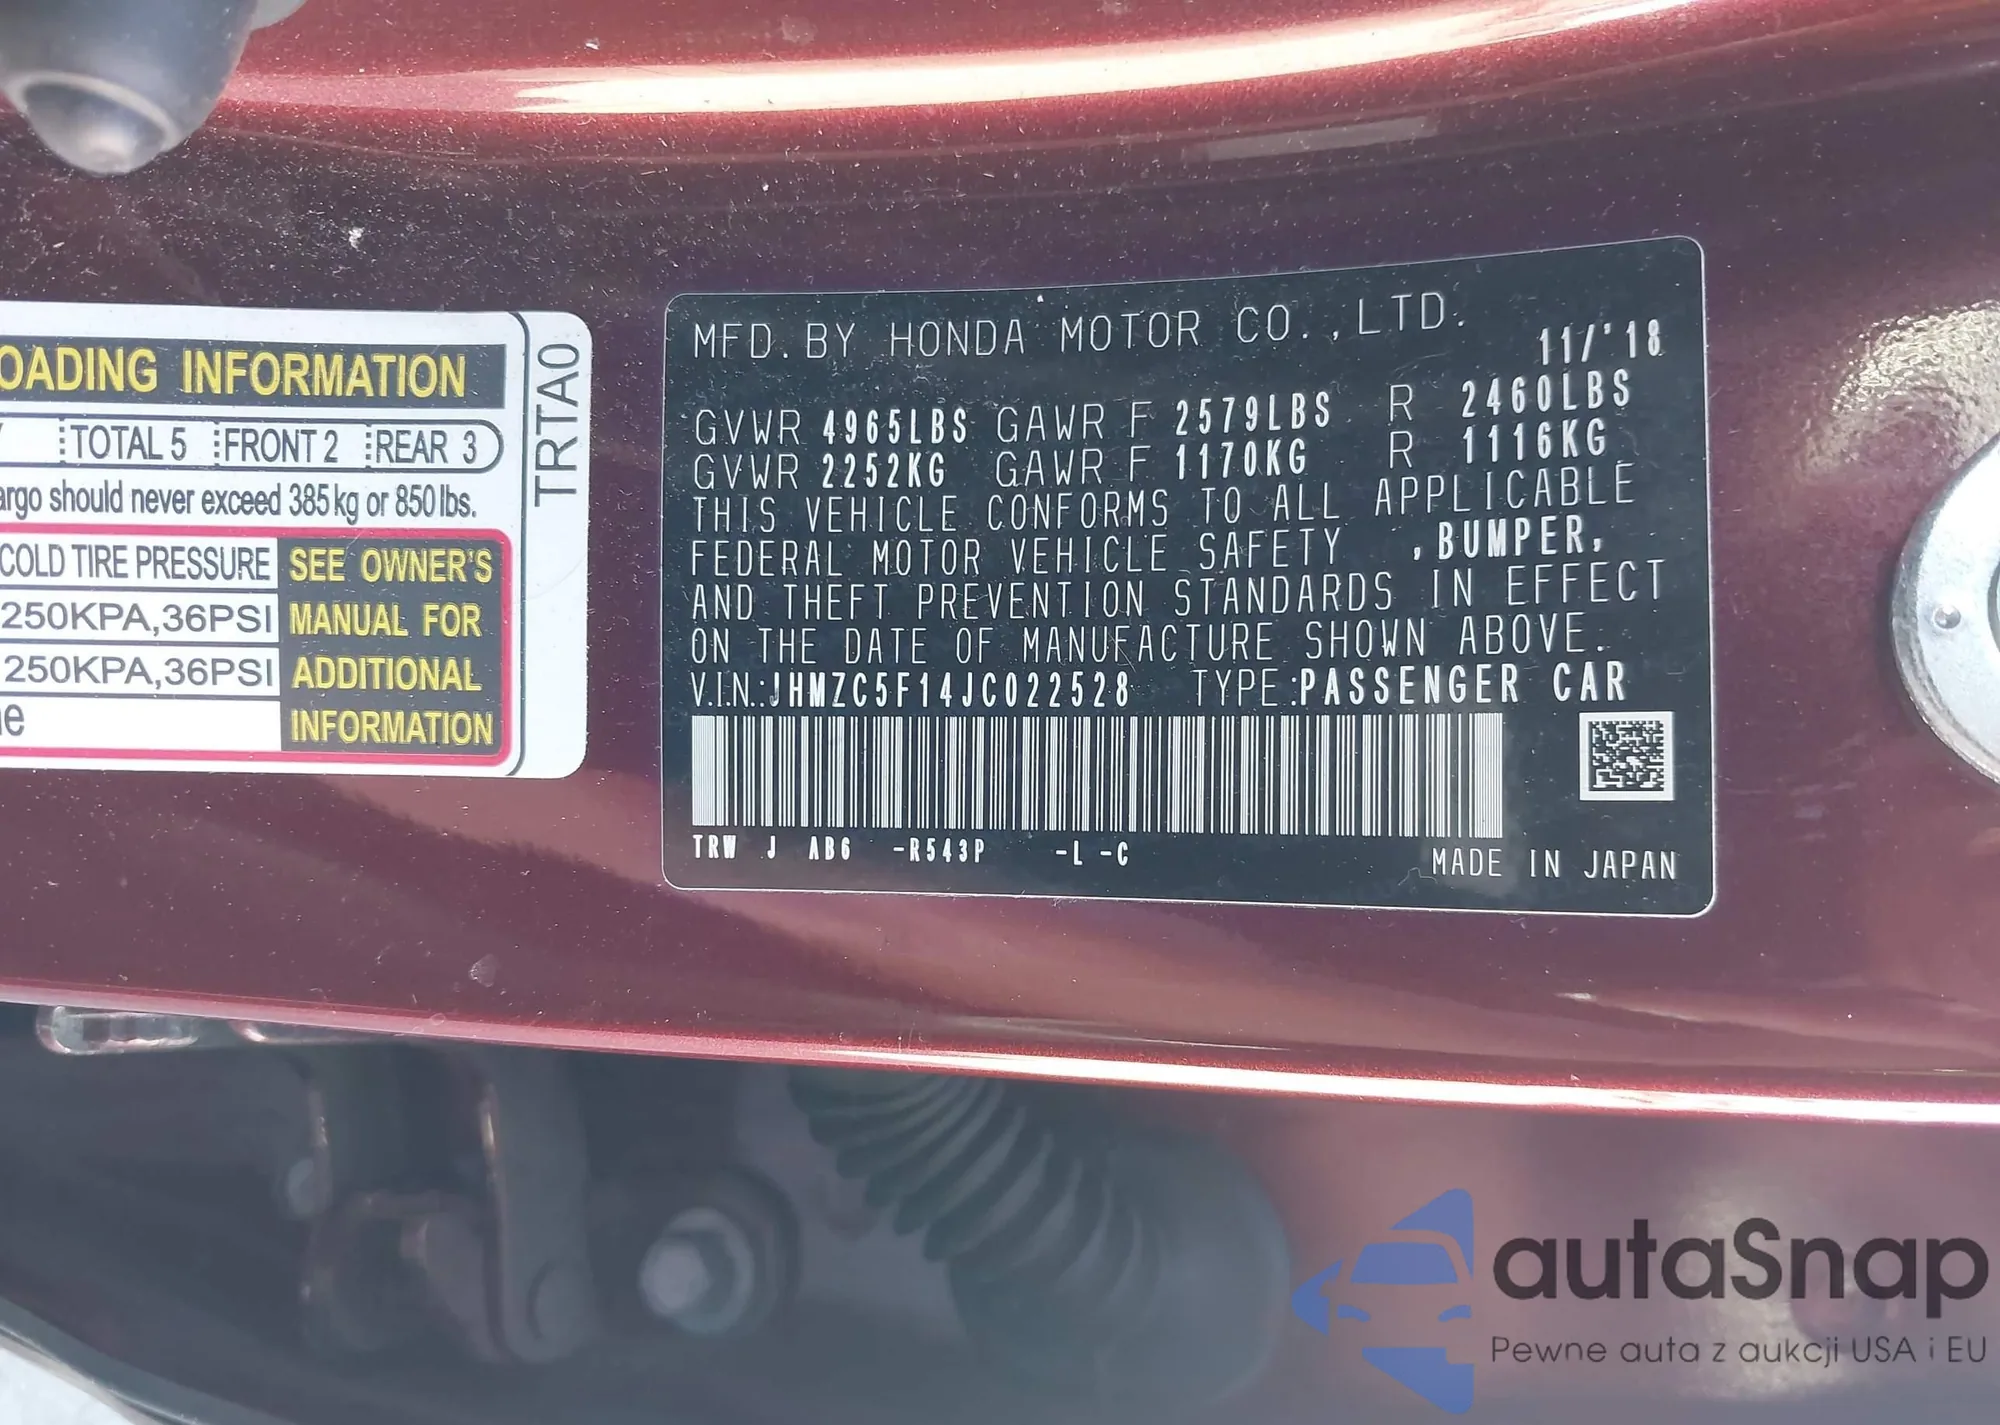 OADING INFORMATION
TOTAL 5 FRONT 2 REAR 3
argo should never exceed 385 kg or 850 lbs.
COLD TIRE PRESSURE
250KPA,36PSI
250KPA,36PSI
SEE OWNER'S
MANUAL FOR
ADDITIONAL
INFORMATION
TRTA0
MFD. BY HONDA MOTOR CO., LTD.
11/'18
GVWR 4965LBS GAWR F 2579LBS R 2460LBS
GVWR 2252KG GAWR F 1170KG R 1116KG
THIS VEHICLE CONFORMS TO ALL APPLICABLE
FEDERAL MOTOR VEHICLE SAFETY ,BUMPER,
AND THEFT PREVENTION STANDARDS IN EFFECT
ON THE DATE OF MANUFACTURE SHOWN ABOVE.
V.I.N.:JHMZC5F14JC022528 TYPE:PASSENGER CAR
TRW J AB6 -R543P -L -C
MADE IN JAPAN
autaSnap
Pewne auta z aukcji USA i EU